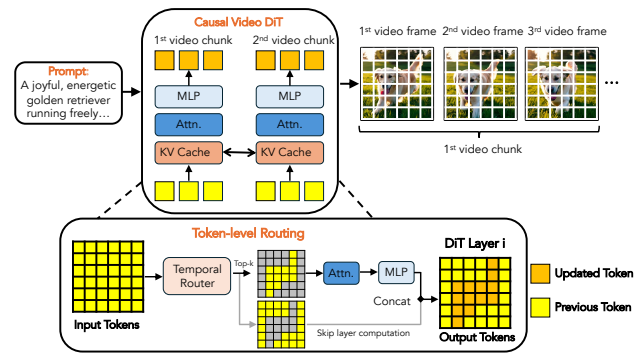 Causal Video DiT
1st video chunk
2nd video chunk
MLP
MLP
Attn.
Attn.
KV Cache
KV Cache
Prompt:
A joyful, energetic
golden retriever
running freely...
1st video frame
2nd video frame
3rd video frame
...
1st video chunk
Token-level Routing
Input Tokens
Temporal
Router
Top-k
Attn.
MLP
Concat
Skip layer computation
DiT Layer i
Output Tokens
Updated Token
Previous Token